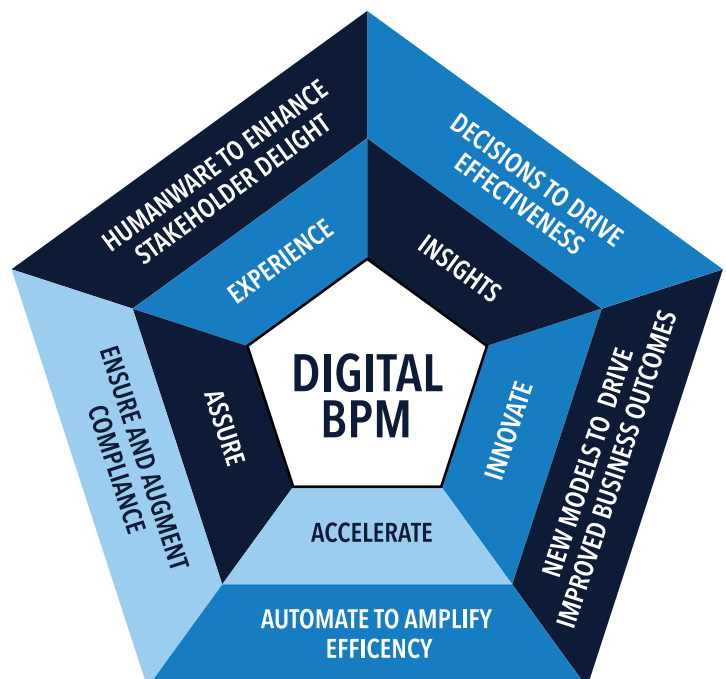 HUMANWARE TO ENHANCE
STAKEHOLDER DELIGHT
DECISIONS TO DRIVE
EFFECTIVENESS
EXPERIENCE
INSIGHTS
DIGITAL
BPM
ENSURE AND AUGMENT
COMPLIANCE
ASSURE
INNOVATE
NEW MODELS TO DRIVE
IMPROVED BUSINESS OUTCOMES
ACCELERATE
AUTOMATE TO AMPLIFY
EFFICENCY